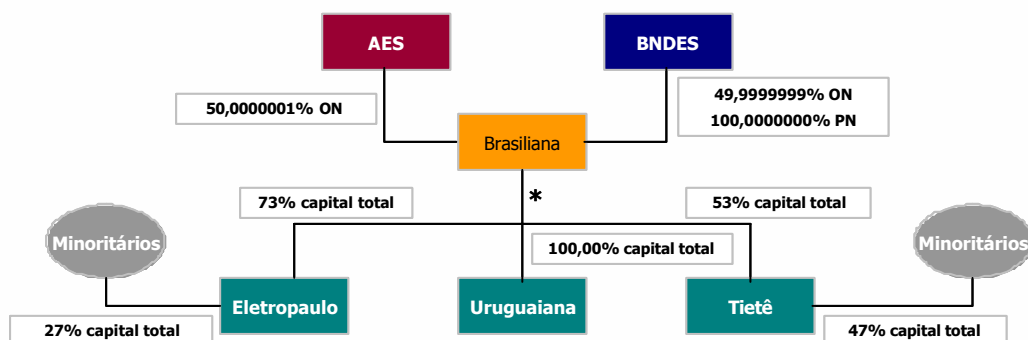 AES
BNDES
50,0000001% ON
49,9999999% ON
100,0000000% PN
Brasiliana
*
73% capital total
53% capital total
Minoritários
Minoritários
100,00% capital total
Eletropaulo
Uruguaiana
Tietê
27% capital total
47% capital total